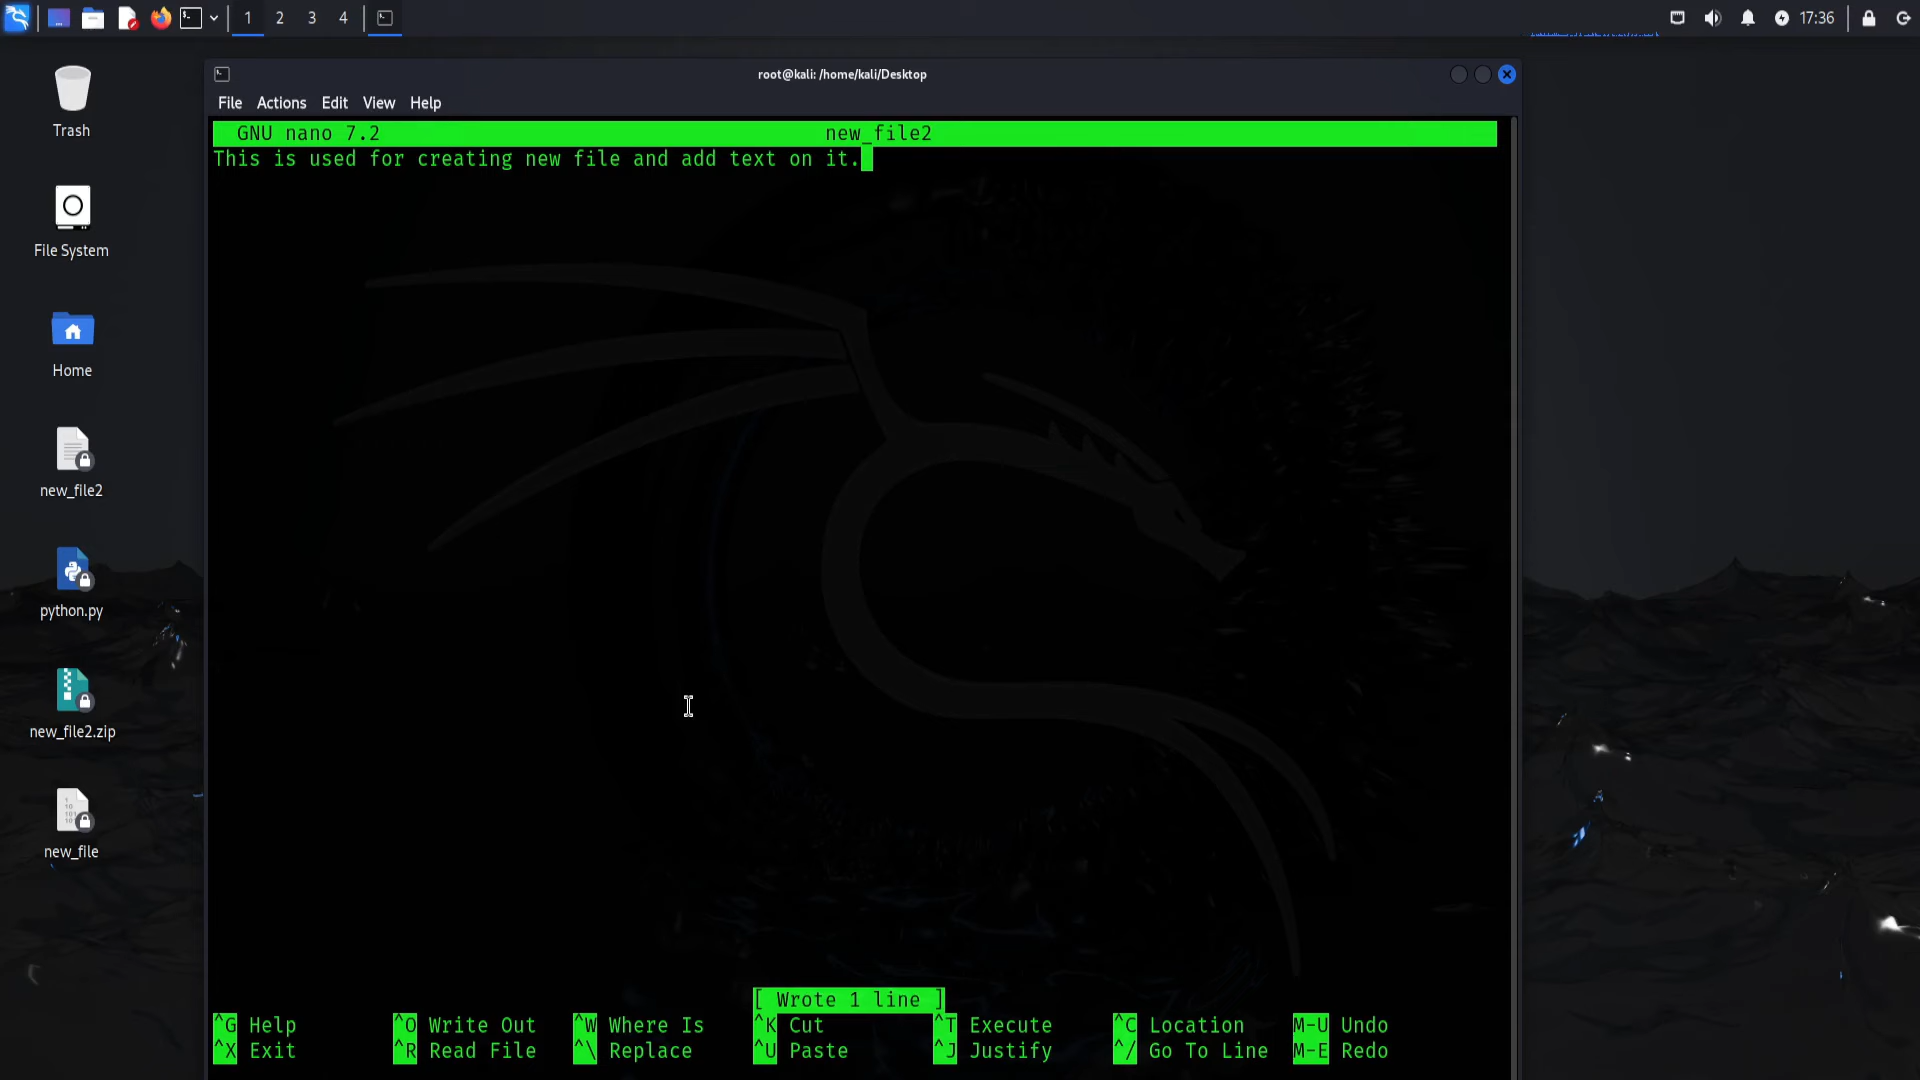 1 2 3 4
17:36
root@kali: /home/kali/Desktop
File Actions Edit View Help
GNU nano 7.2 new_file2
This is used for creating new file and add text on it.
Trash
File System
Home
new_file2
python.py
new_file2.zip
new_file
[ Wrote 1 line ]
^G Help ^O Write Out ^W Where Is ^K Cut ^T Execute ^C Location M-U Undo
^X Exit ^R Read File ^\ Replace ^U Paste ^J Justify ^/ Go To Line M-E Redo